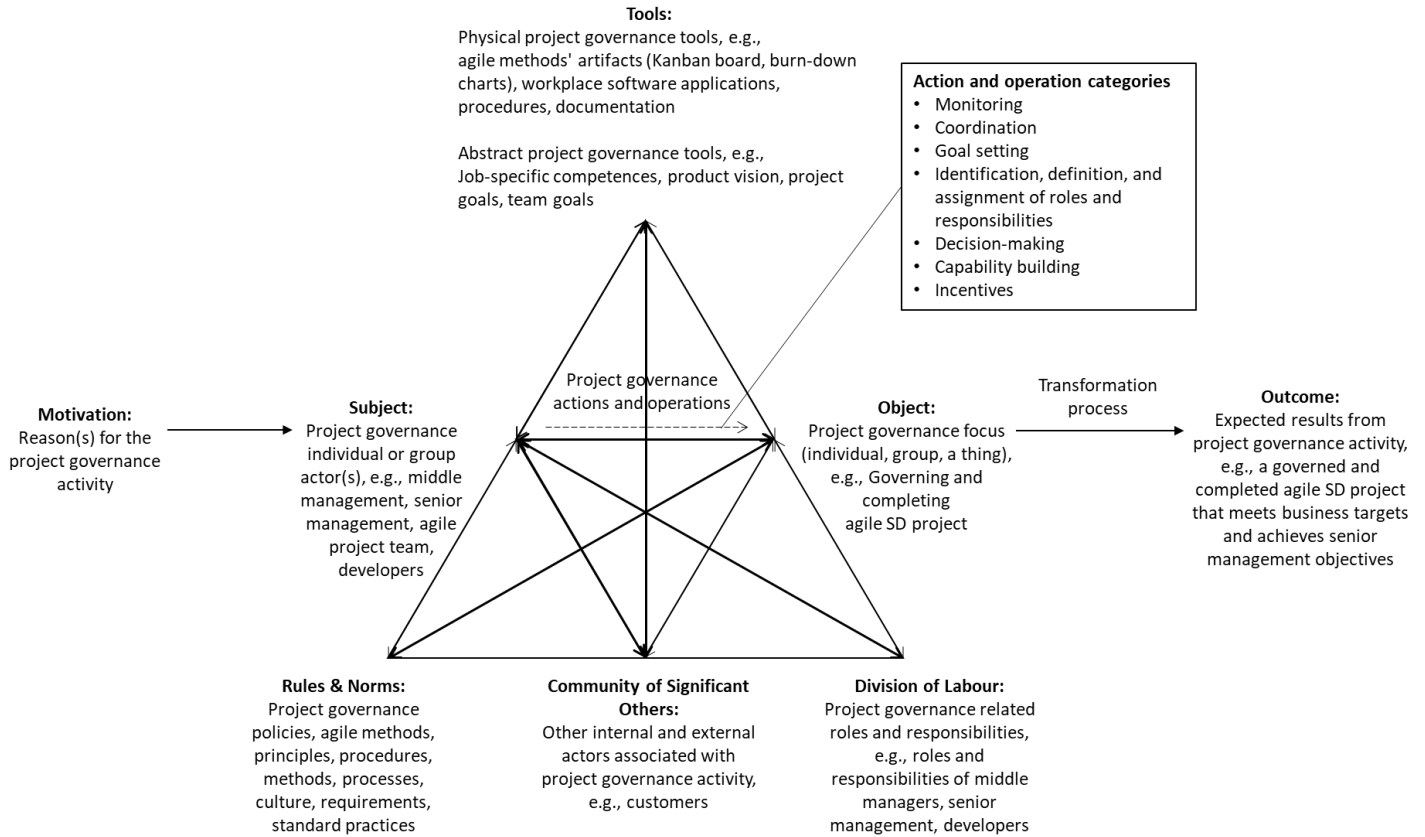 Tools:
Physical project governance tools, e.g.,
agile methods' artifacts (Kanban board, burn-down
charts), workplace software applications,
procedures, documentation
Abstract project governance tools, e.g.,
Job-specific competences, product vision, project
goals, team goals
Action and operation categories
• Monitoring
• Coordination
• Goal setting
• Identification, definition, and
assignment of roles and
responsibilities
• Decision-making
• Capability building
• Incentives
Motivation:
Reason(s) for the
project governance
activity
Subject:
Project governance
individual or group
actor(s), e.g., middle
management, senior
management, agile
project team,
developers
Project governance
actions and operations
Object:
Project governance focus
(individual, group, a thing),
e.g., Governing and
completing
agile SD project
Transformation
process
Outcome:
Expected results from
project governance activity,
e.g., a governed and
completed agile SD project
that meets business targets
and achieves senior
management objectives
Rules & Norms:
Project governance
policies, agile methods,
principles, procedures,
methods, processes,
culture, requirements,
standard practices
Community of Significant
Others:
Other internal and external
actors associated with
project governance activity,
e.g., customers
Division of Labour:
Project governance related
roles and responsibilities,
e.g., roles and
responsibilities of middle
managers, senior
management, developers